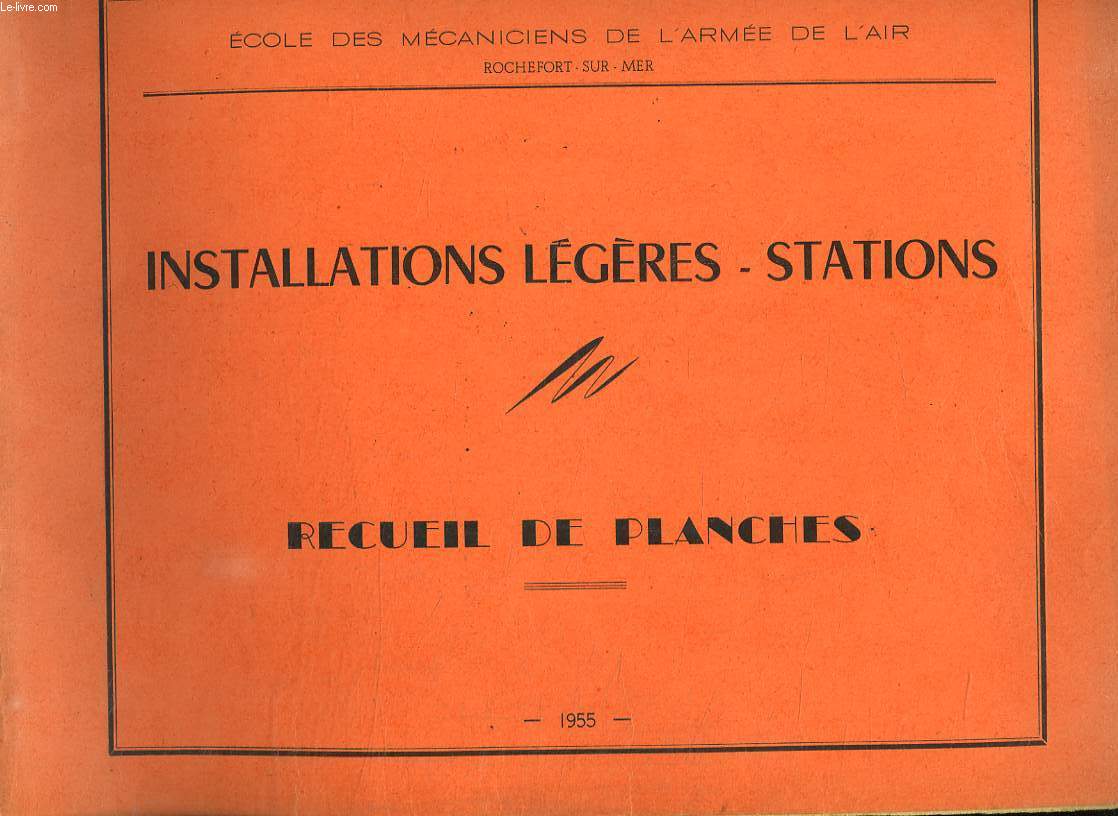 Le-livre.com
ÉCOLE DES MÉCANICIENS DE L'ARMÉE DE L'AIR
ROCHEFORT - SUR - MER
INSTALLATIONS LÉGÈRES - STATIONS
RECUEIL DE PLANCHES
— 1955 —